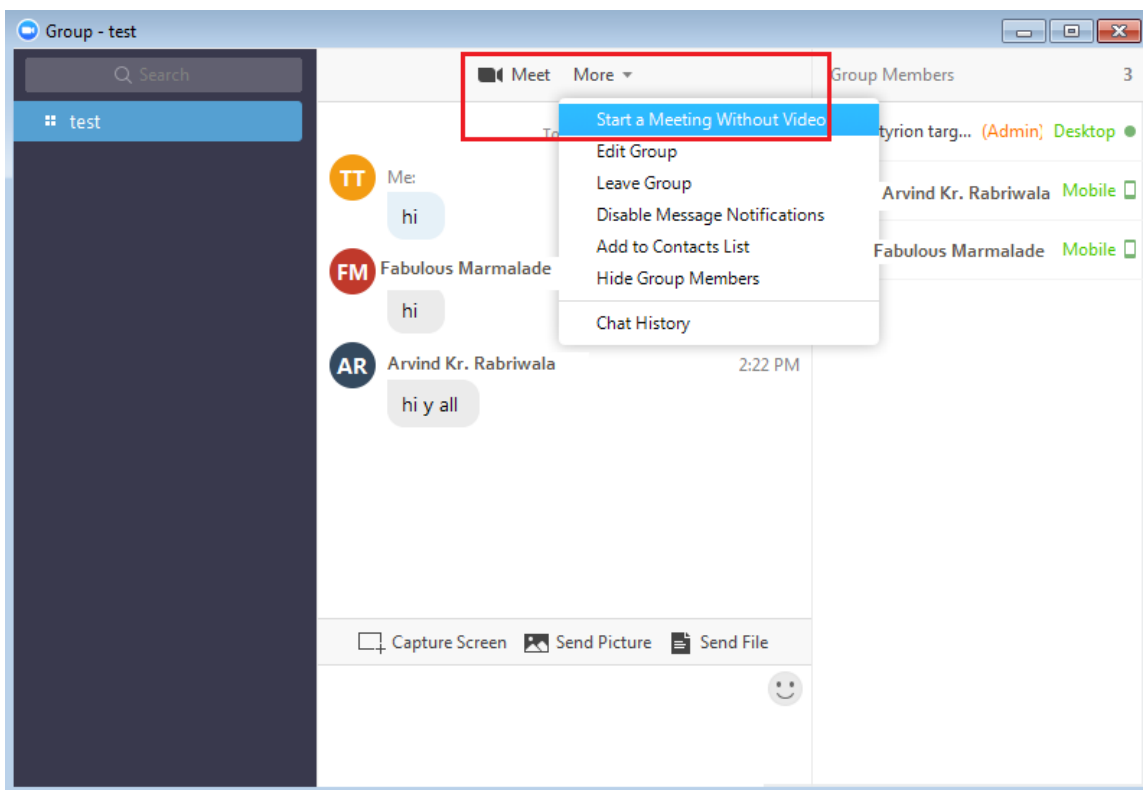 Group - test
Search
test
Meet More
Group Members 3
Start a Meeting Without Video
Edit Group
Leave Group
Disable Message Notifications
Add to Contacts List
Hide Group Members
Chat History
To
TT Me:
hi
FM Fabulous Marmalade
hi
AR Arvind Kr. Rabriwala 2:22 PM
hi y all
tyrion targ... (Admin) Desktop
Arvind Kr. Rabriwala Mobile
Fabulous Marmalade Mobile
Capture Screen Send Picture Send File